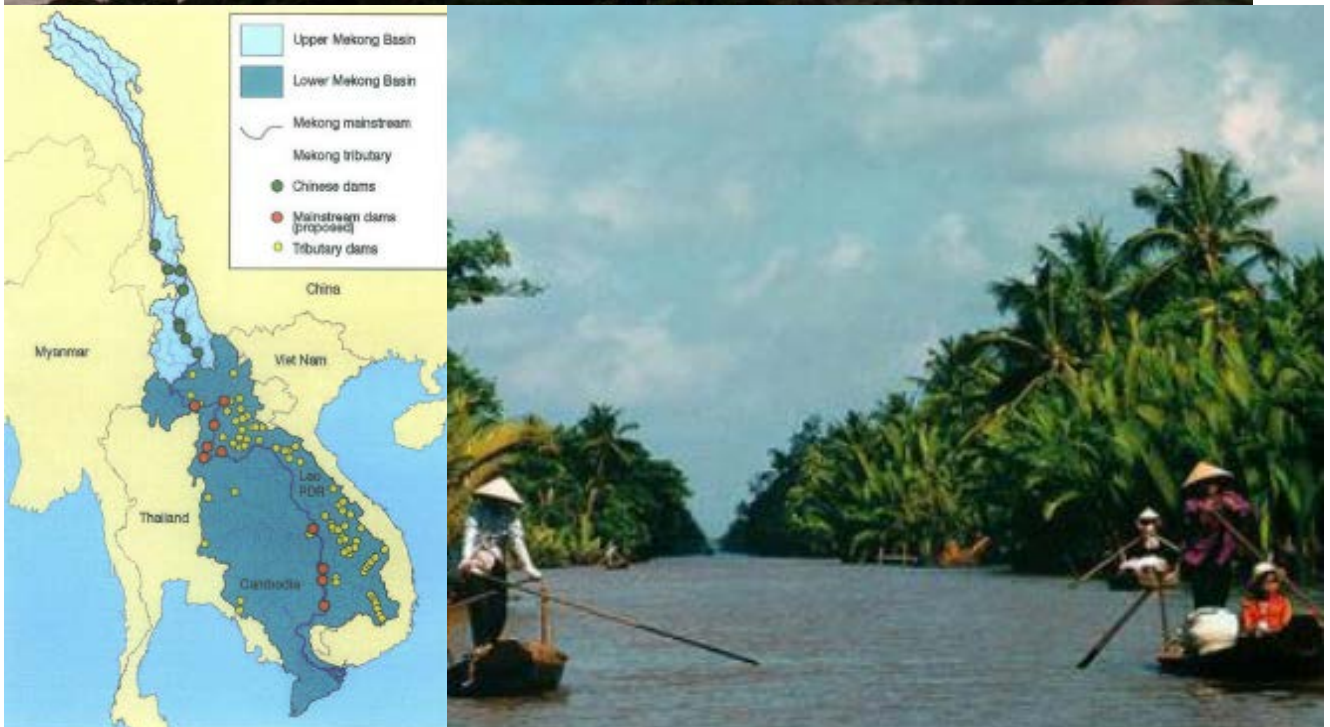 Upper Mekong Basin
Lower Mekong Basin
Mekong mainstream
Mekong tributary
Chinese dams
Mainstream dams
(proposed)
Tributary dams
China
Myanmar
Viet Nam
Lao
PDR
Thailand
Cambodia